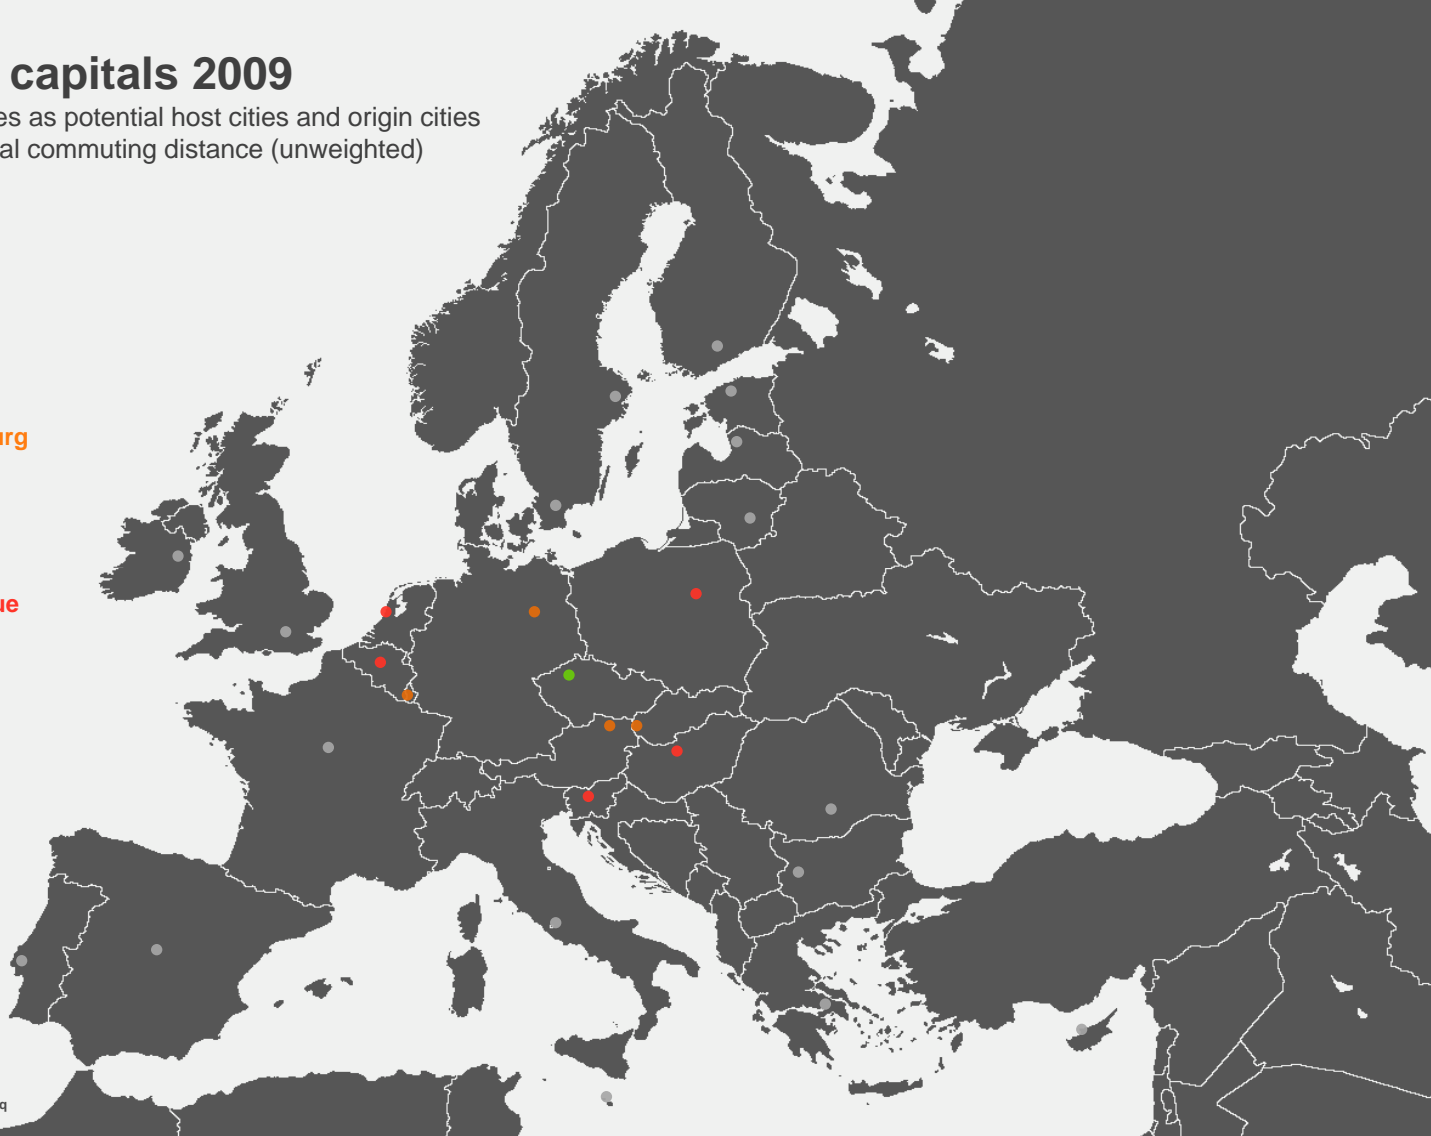 capitals 2009
es as potential host cities and origin cities
al commuting distance (unweighted)
urg
ue
q